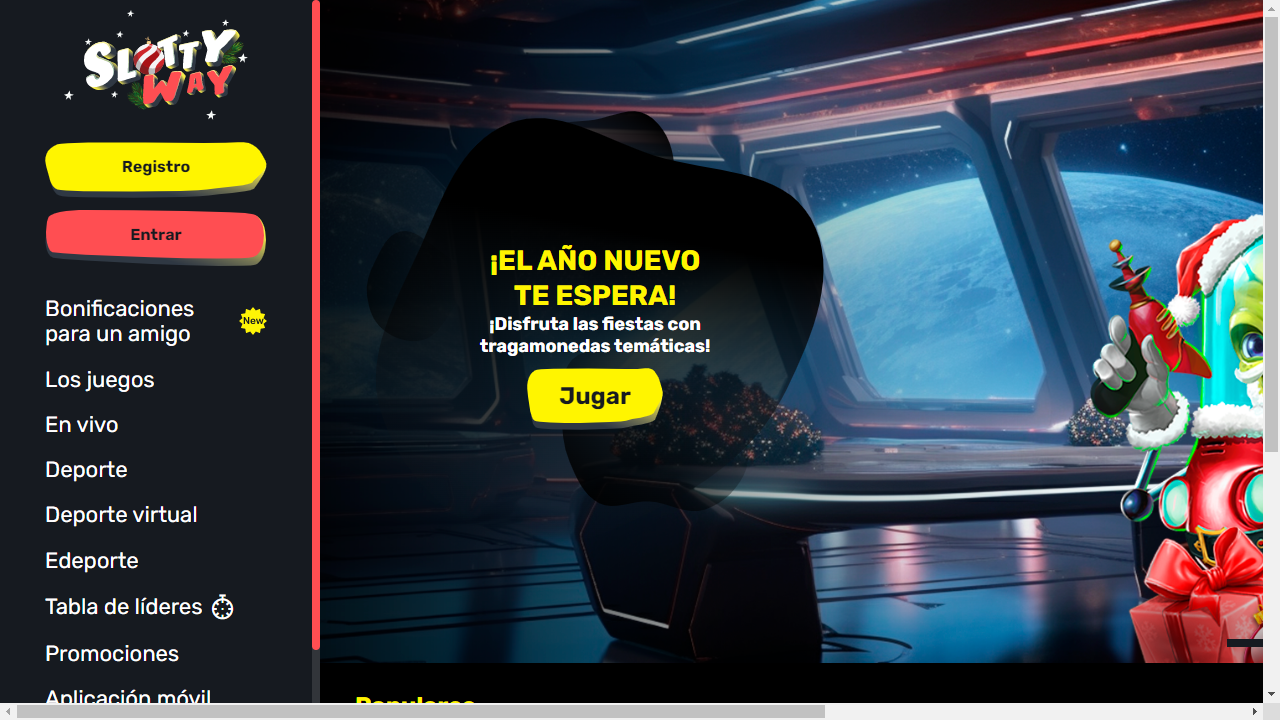 SLOTTY
WAY
Registro
Entrar
Bonificaciones
para un amigo
New
Los juegos
En vivo
Deporte
Deporte virtual
Edeporte
Tabla de líderes
Promociones
Aplicación móvil
¡EL AÑO NUEVO
TE ESPERA!
¡Disfruta las fiestas con
tragamonedas temáticas!
Jugar
Populares